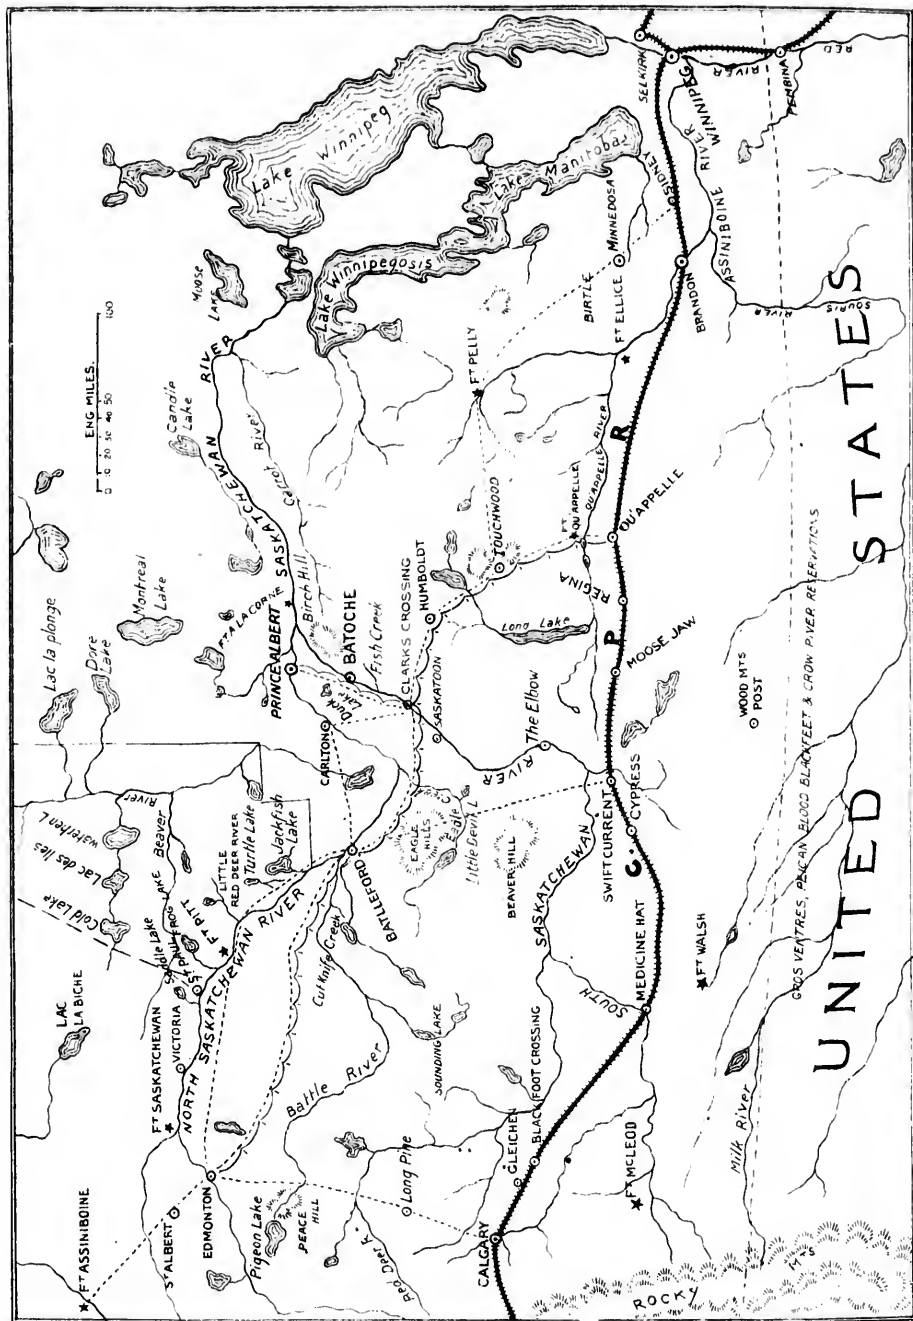 Lac la plonge
Dore Lake
Montreal Lake
ENG MILES.
0 10 20 30 40 50 100
Candle Lake
Moose LAKE
Lake Winnipeg
Lake Winnipegosis
Lake Manitoba
LAC LA BICHE
Cold Lake
Lac des Iles
Waterhen L
Beaver River
FT ASSINIBOINE
ST ALBERT
EDMONTON
FT SASKATCHEWAN
VICTORIA
Saddle Lake
FROG LAKE
FT PITT
LITTLE RED DEER RIVER
Turtle Lake
Jackfish Lake
NORTH SASKATCHEWAN RIVER
BATTLEFORD
Cut Knife Creek
Battle River
Pigeon Lake
PEACE HILL
Red Deer R.
Long Pine
SOUNDING LAKE
EAGLE HILLS
Eagle C
Little Devil L
BEAVER HILL
CARLTON
Duck Lake
PRINCE ALBERT
FT A LA CORNE
SASKATCHEWAN RIVER
Birch Hill
Carrot River
BATOCHE
Fish Creek
CLARKS CROSSING
HUMBOLDT
SASKATOON
The Elbow
RIVER
SASKATCHEWAN
SOUTH
TOUCHWOOD
Long Lake
FT PELLY
FT QU'APPELLE
QU'APPELLE RIVER
BIRTLE
MINNEDOSA
FT ELLICE
SIDNEY
SELKIRK
WINNIPEG
RED RIVER
PEMBINA
ASSINIBOINE RIVER
BRANDON
SOURIS RIVER
QU'APPELLE
REGINA
MOOSE JAW
SWIFTCURRENT
CYPRESS
MEDICINE HAT
BLACKFOOT CROSSING
GLEICHEN
CALGARY
C. P R
FT McLEOD
FT WALSH
WOOD MTS POST
Milk River
GROS VENTRES, PEICAN BLOOD BLACKFEET & CROW RIVER RESERVATIONS
UNITED STATES
ROCKY MTS